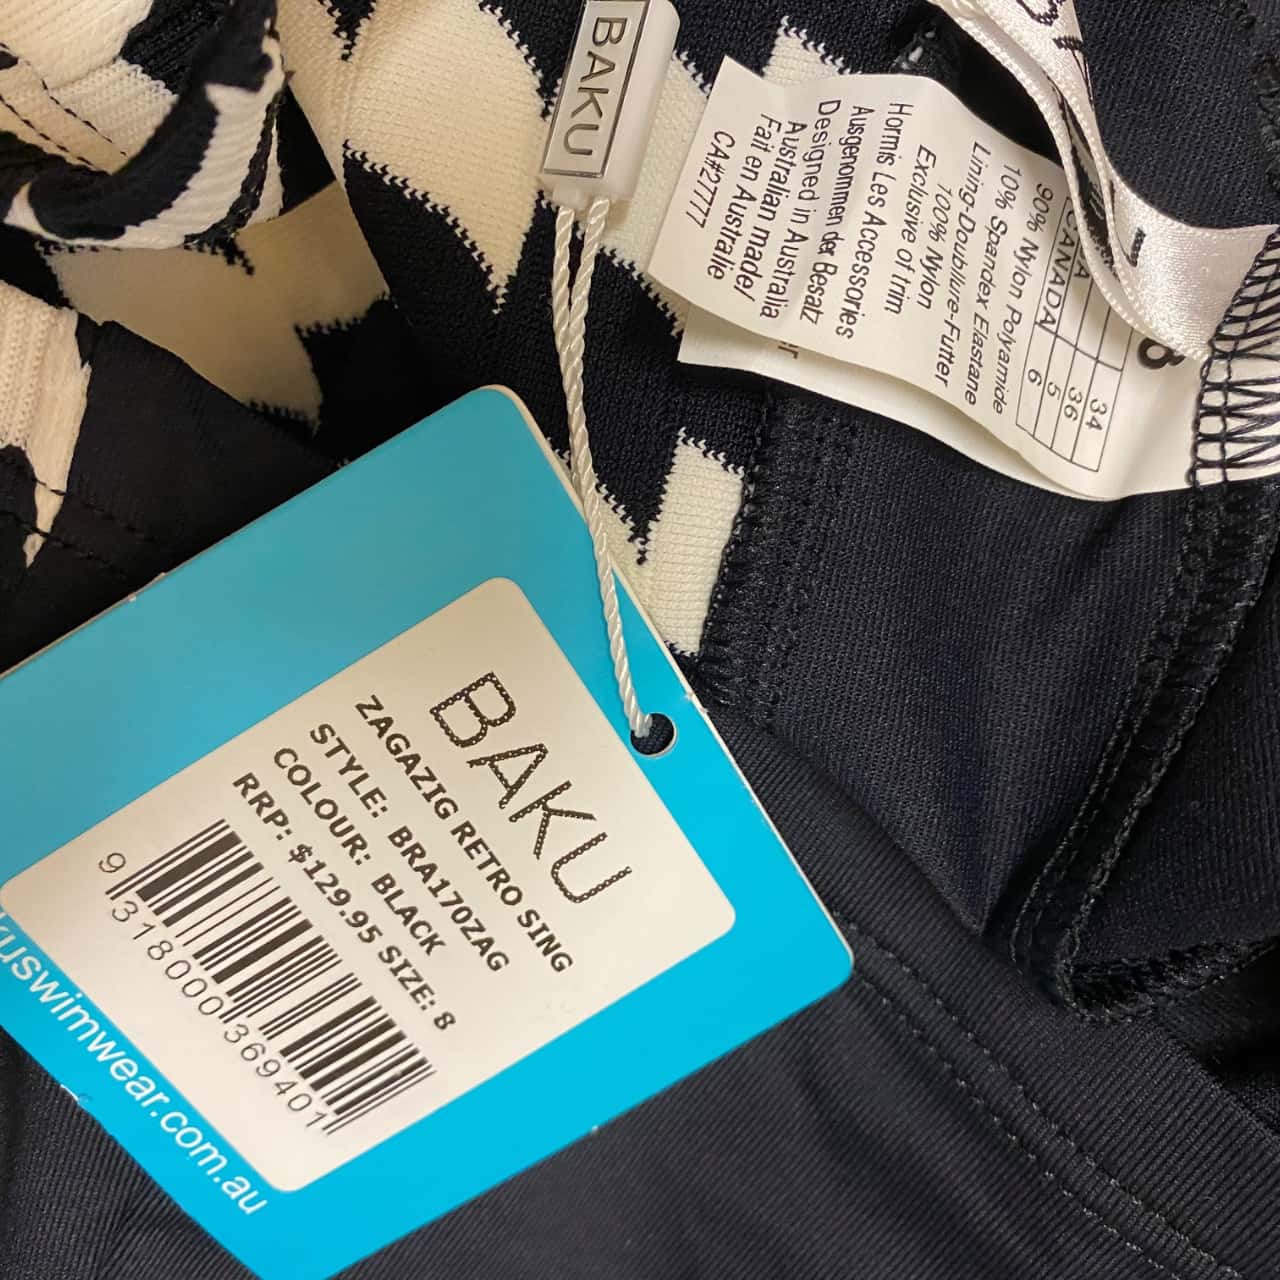 BAKU
8
34
36
CANADA 5
6
90% Nylon Polyamide
10% Spandex Elastane
Lining-Doublure-Futter
100% Nylon
Exclusive of trim
Hormis Les Accessories
Ausgenommen der Besatz
Designed in Australia
Australian made/
Fait en Australie
CA#27777
BAKU
ZAGAZIG RETRO SING
STYLE: BRA170ZAG
COLOUR: BLACK
RRP: $129.95 SIZE: 8
9 318000 369401
kuswimwear.com.au